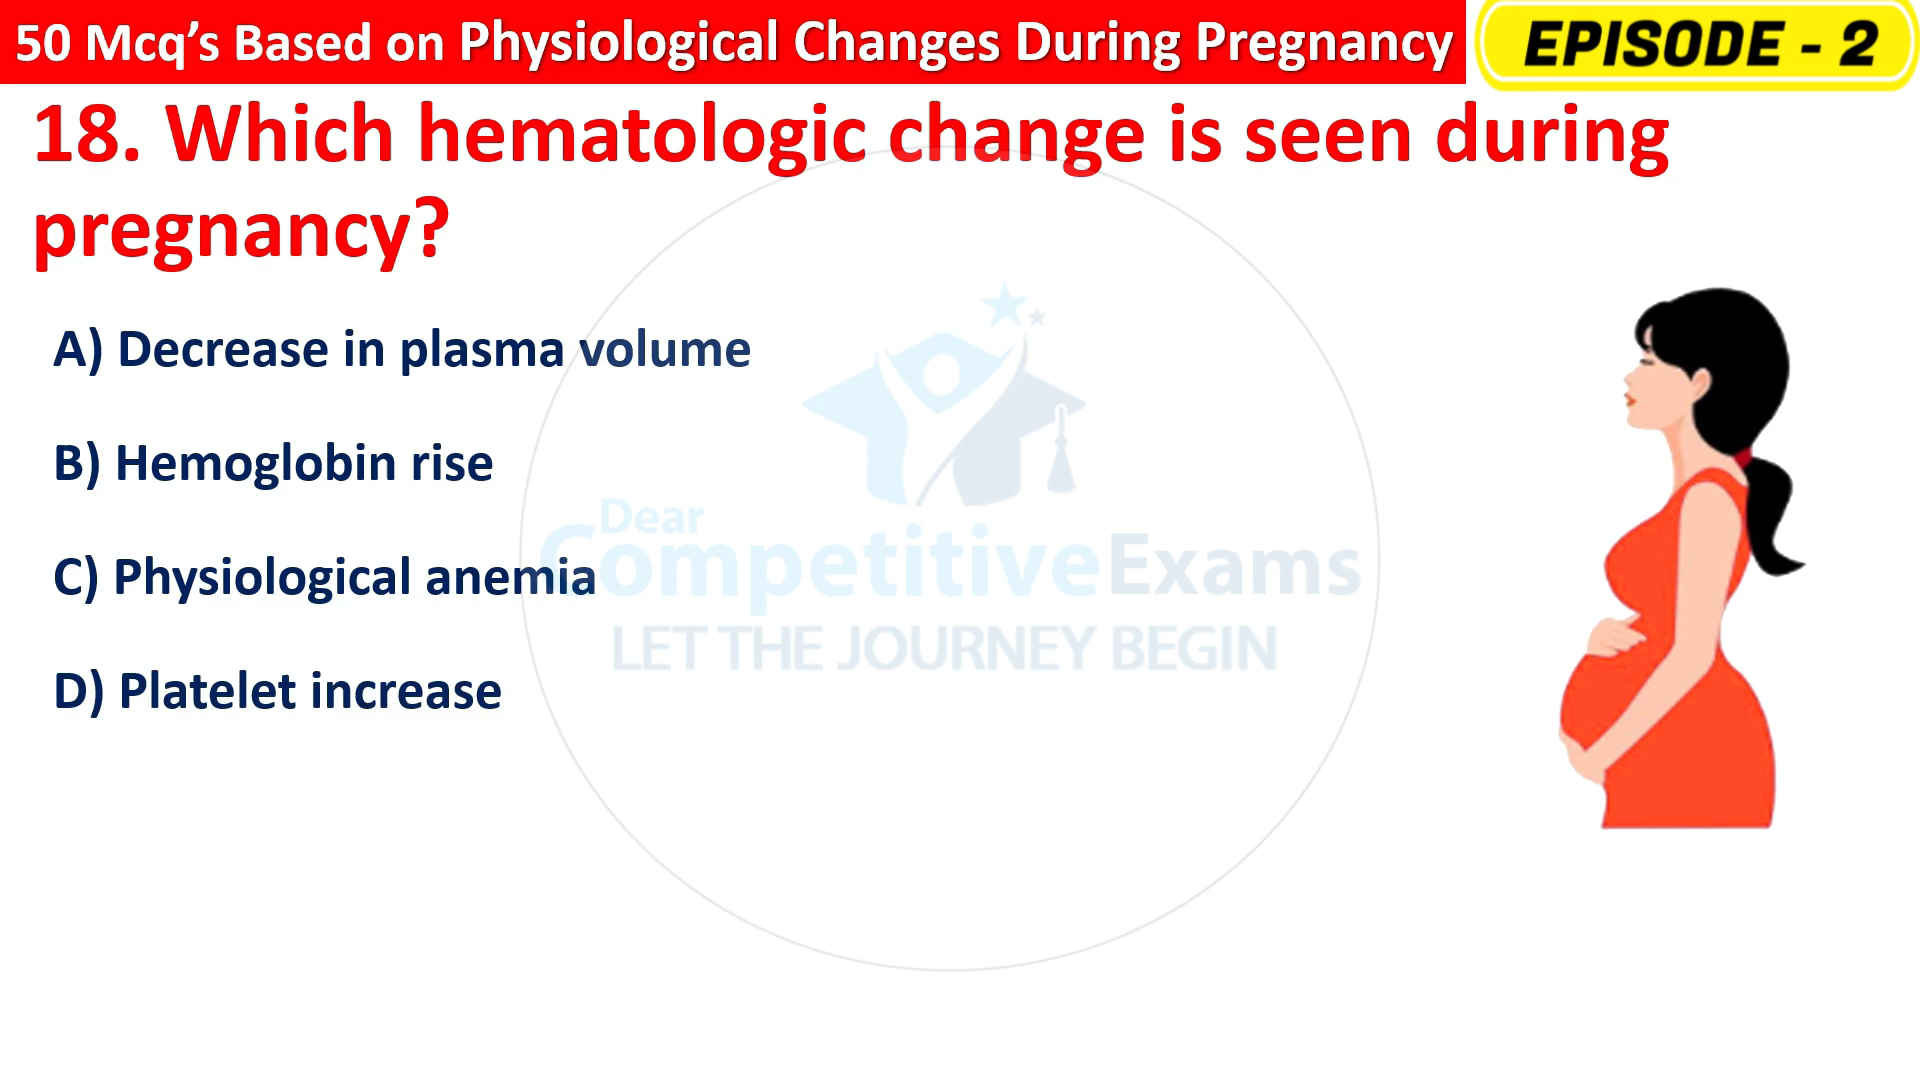 50 Mcq's Based on Physiological Changes During Pregnancy
EPISODE - 2
18. Which hematologic change is seen during
pregnancy?
A) Decrease in plasma volume
B) Hemoglobin rise
C) Physiological anemia
D) Platelet increase
Dear
CompetitiveExams
LET THE JOURNEY BEGIN